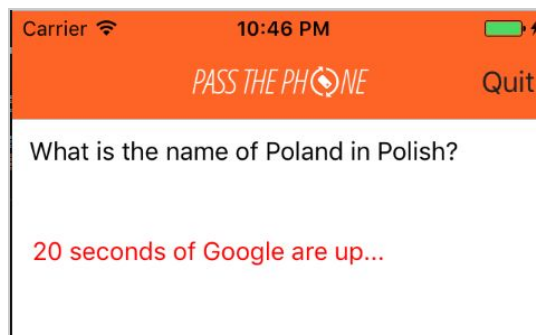 Carrier 10:46 PM
PASS THE PHONE Quit
What is the name of Poland in Polish?
20 seconds of Google are up...